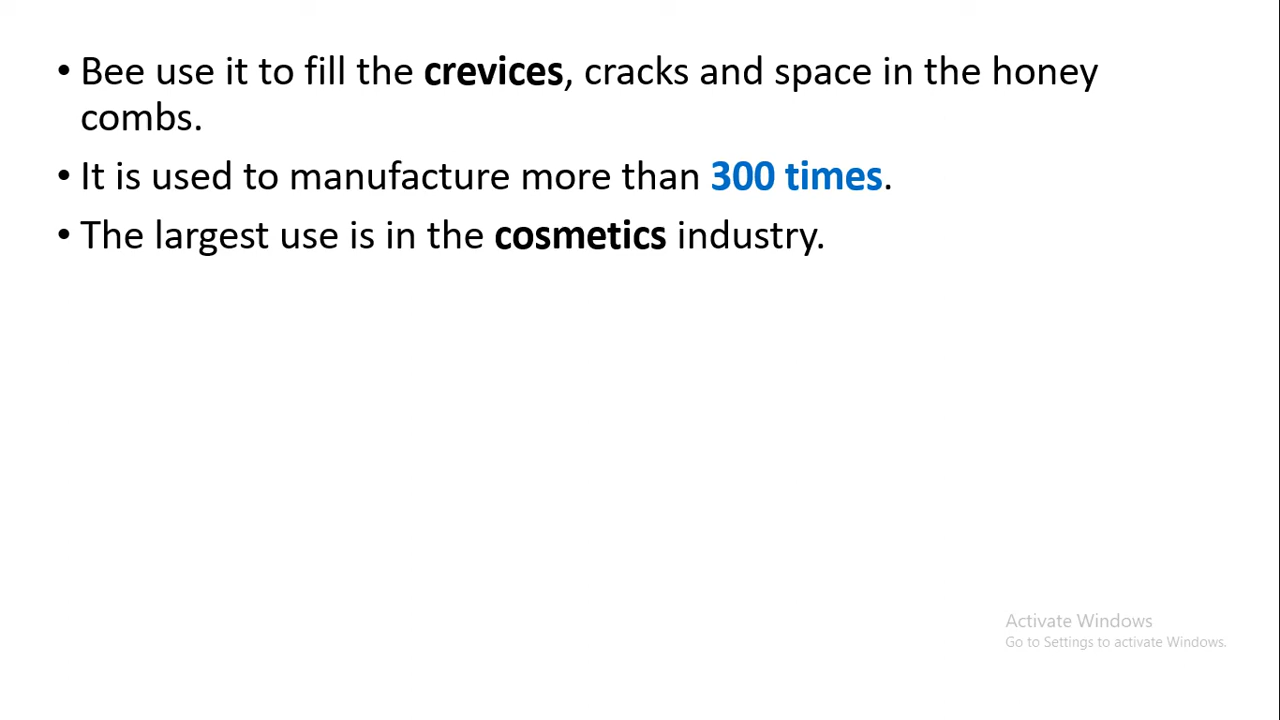 • Bee use it to fill the crevices, cracks and space in the honey
combs.
• It is used to manufacture more than 300 times.
• The largest use is in the cosmetics industry.
Activate Windows
Go to Settings to activate Windows.